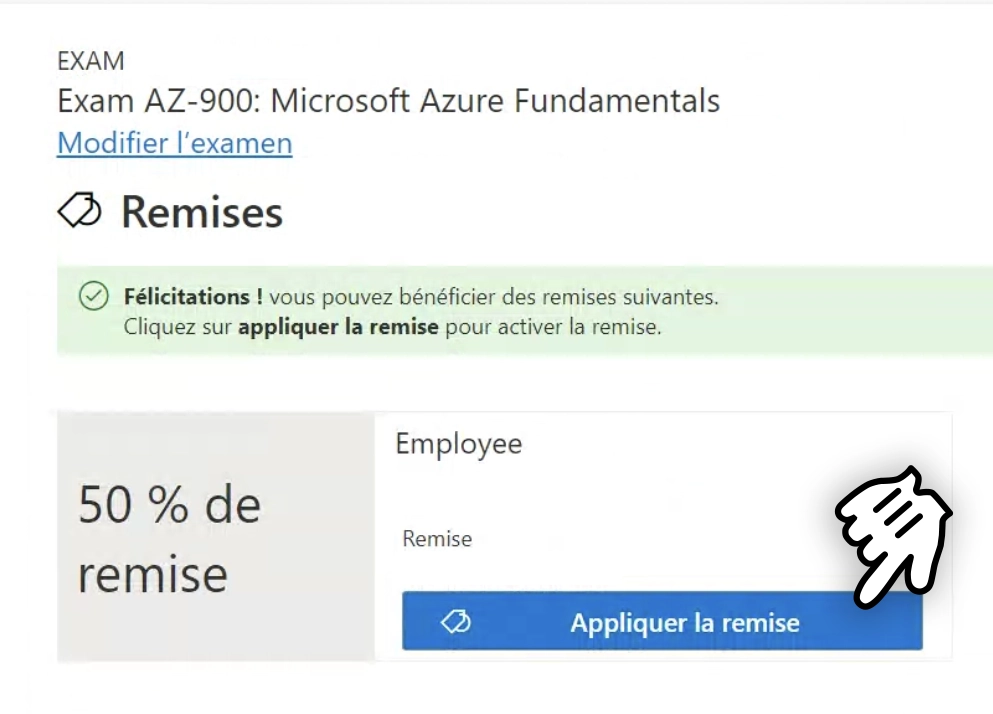 EXAM
Exam AZ-900: Microsoft Azure Fundamentals
Modifier l'examen
Remises
Félicitations ! vous pouvez bénéficier des remises suivantes.
Cliquez sur appliquer la remise pour activer la remise.
50 % de
remise
Employee
Remise
Appliquer la remise